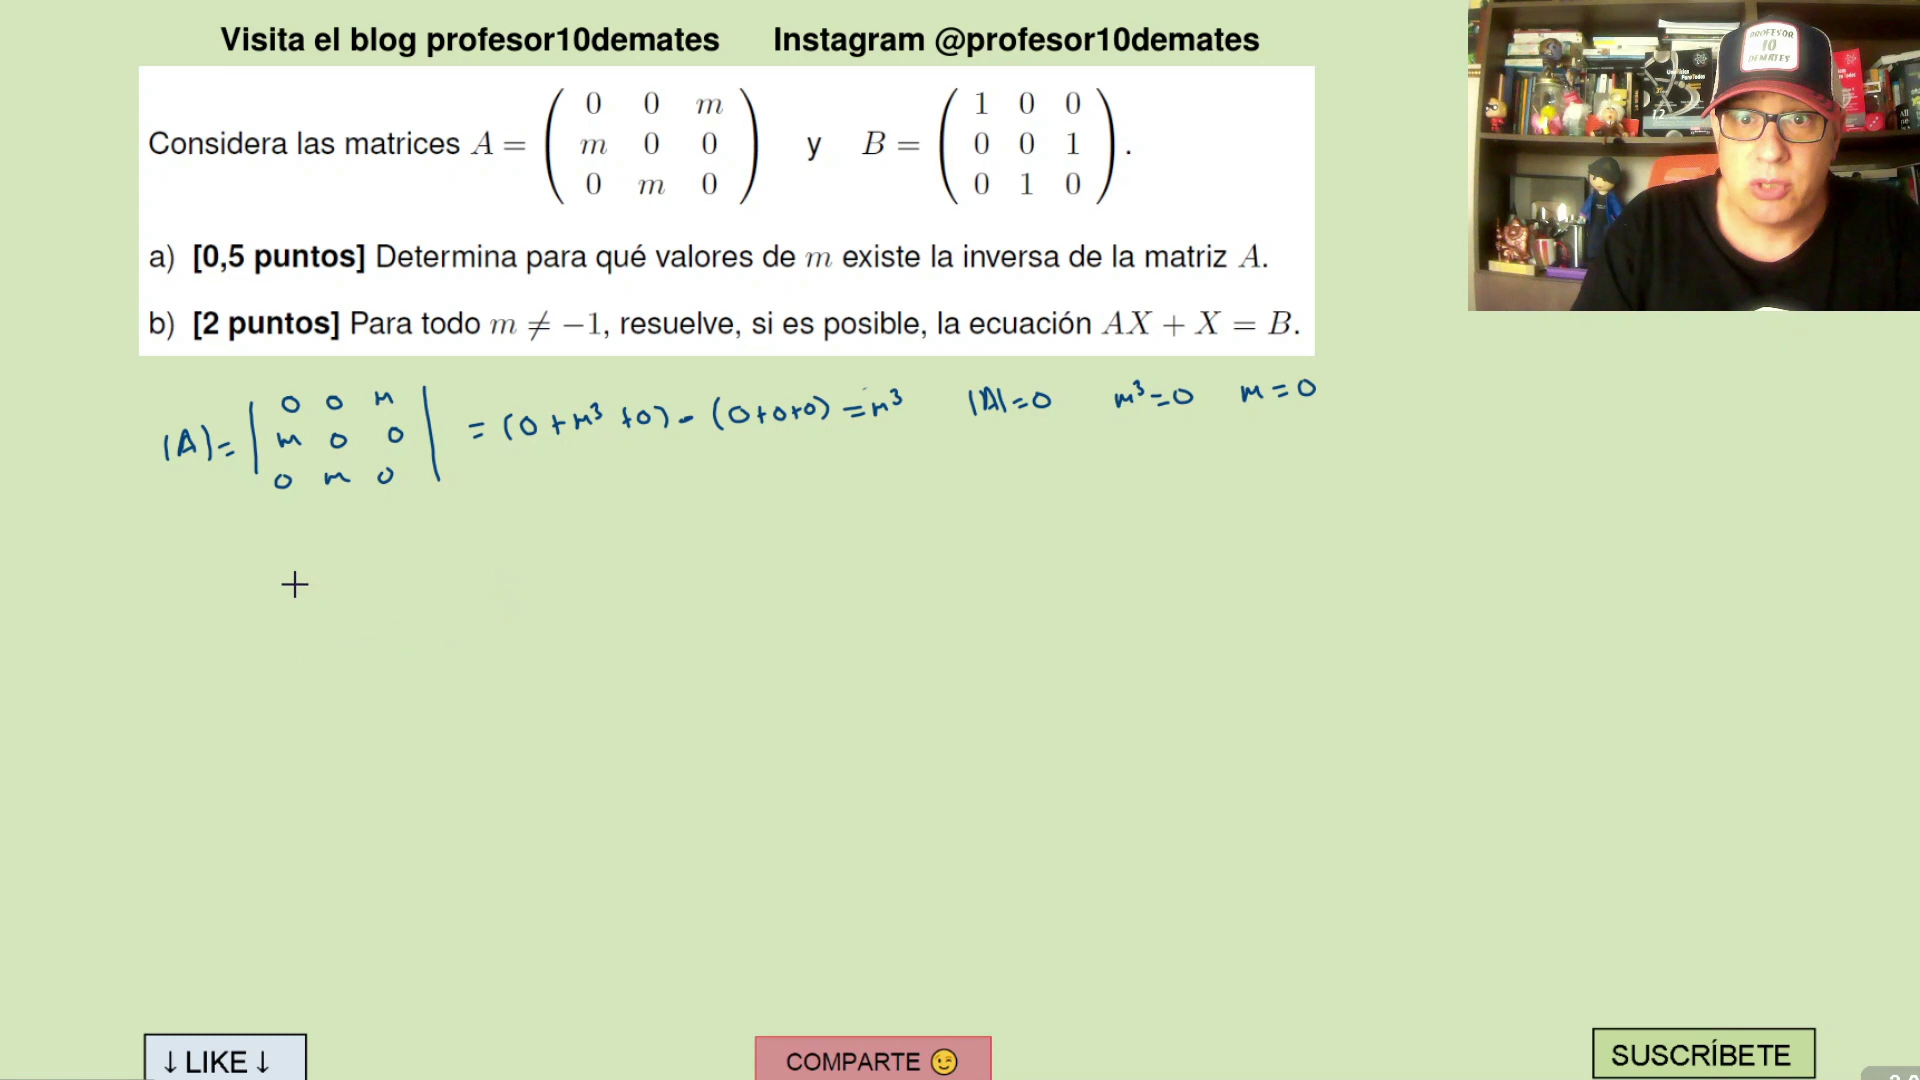 Visita el blog profesor10demates Instagram @profesor10demates
Considera las matrices A = ( 0 0 m ) y B = ( 1 0 0 ) .
( m 0 0 ) ( 0 0 1 )
( 0 m 0 ) ( 0 1 0 )
a) [0,5 puntos] Determina para qué valores de m existe la inversa de la matriz A.
b) [2 puntos] Para todo m ≠ −1, resuelve, si es posible, la ecuación AX + X = B.
|A| = | 0 0 m | = (0 + m³ + 0) - (0+0+0) = m³ |A| = 0 m³ = 0 m = 0
| m 0 0 |
| 0 m 0 |
PROFESOR
10
DEMATES
↓ LIKE ↓
COMPARTE 😉
SUSCRÍBETE